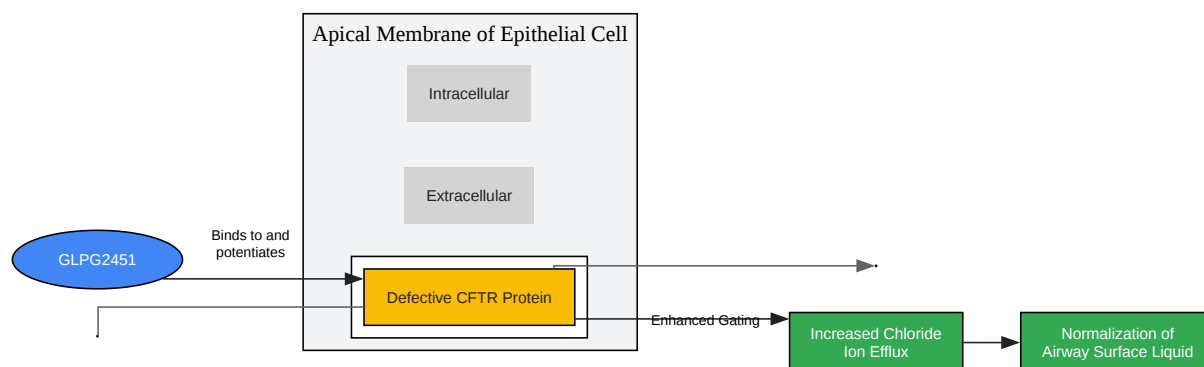 Apical Membrane of Epithelial Cell
Intracellular
Extracellular
GLPG2451
Binds to and
potentiates
Defective CFTR Protein
Enhanced Gating
Increased Chloride
Ion Efflux
Normalization of
Airway Surface Liquid